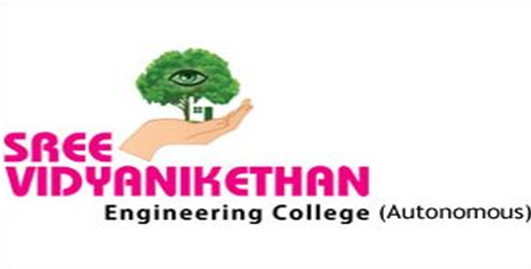 SREE
VIDYANIKETHAN
Engineering College (Autonomous)